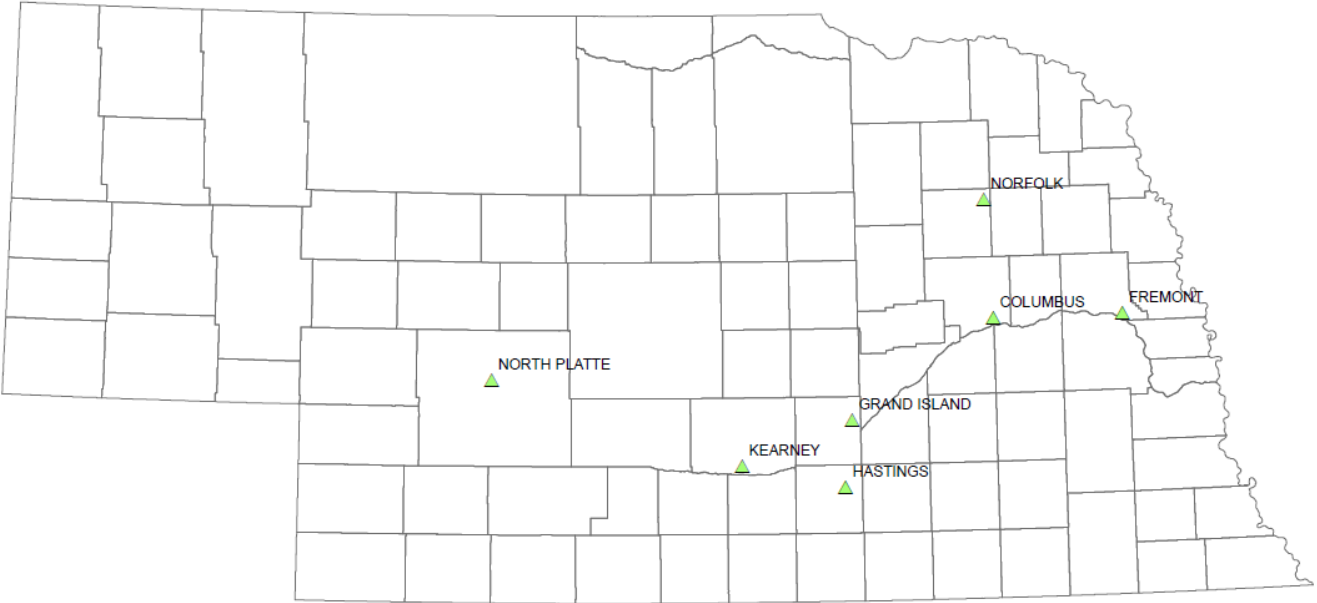 NORFOLK
FREMONT
COLUMBUS
NORTH PLATTE
GRAND ISLAND
KEARNEY
HASTINGS